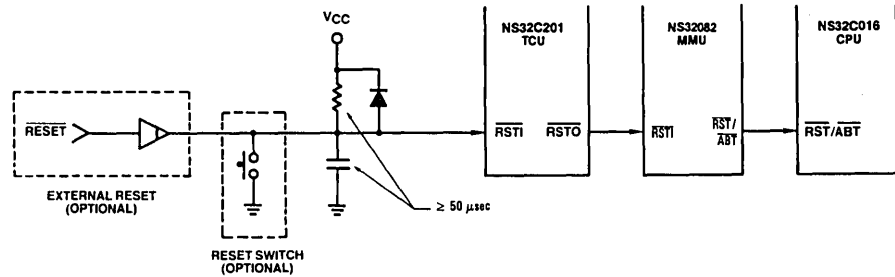 VCC
NS32C201
TCU
NS32082
MMU
NS32C016
CPU
RESET
RSTI
RSTO
RSTI
RST/
ABT
RST/ABT
EXTERNAL RESET
(OPTIONAL)
≥ 50 μsec
RESET SWITCH
(OPTIONAL)